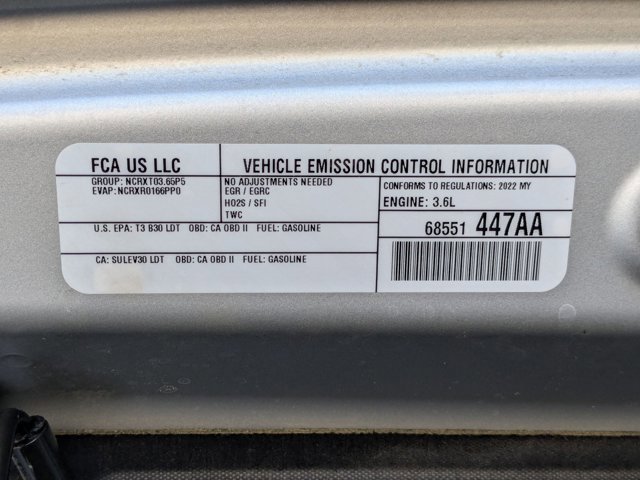 FCA US LLC
VEHICLE EMISSION CONTROL INFORMATION
GROUP: NCRXT03.65P5
EVAP: NCRXR0166PP0
NO ADJUSTMENTS NEEDED
EGR / EGRC
HO2S / SFI
TWC
CONFORMS TO REGULATIONS: 2022 MY
ENGINE: 3.6L
U.S. EPA: T3 B30 LDT OBD: CA OBD II FUEL: GASOLINE
68551 447AA
CA: SULEV30 LDT OBD: CA OBD II FUEL: GASOLINE